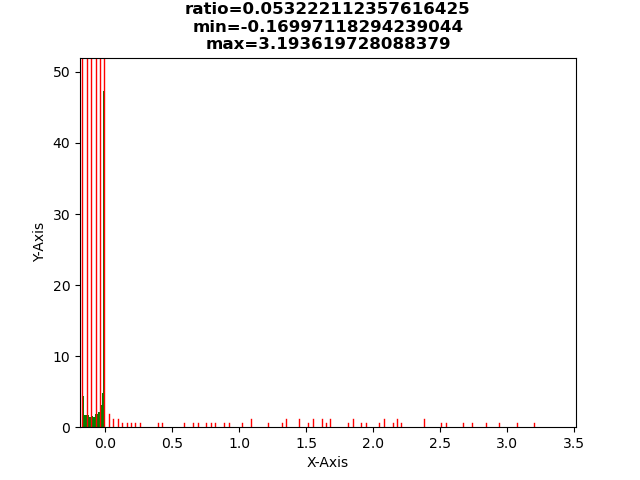 ratio=0.053222112357616425
min=-0.16997118294239044
max=3.193619728088379
50
40
30
20
10
0
Y-Axis
0.0 0.5 1.0 1.5 2.0 2.5 3.0 3.5
X-Axis